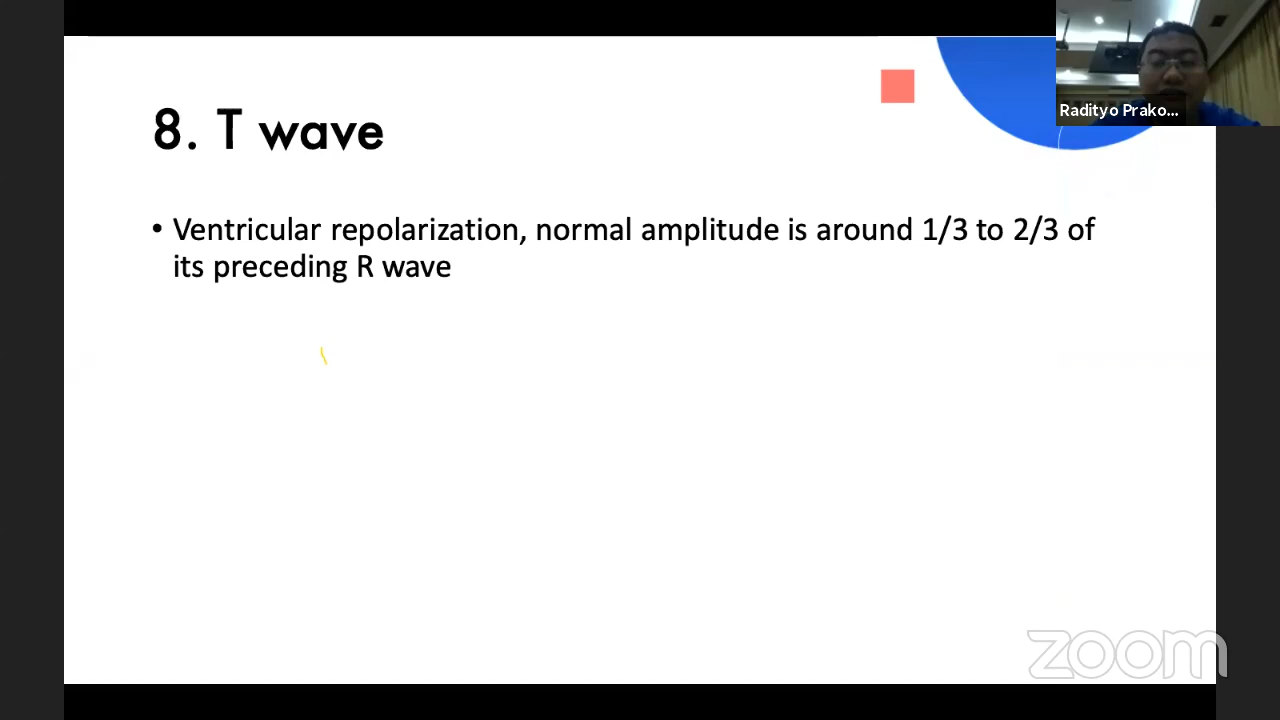 Radityo Prako...
8. T wave
• Ventricular repolarization, normal amplitude is around 1/3 to 2/3 of
its preceding R wave
zoom